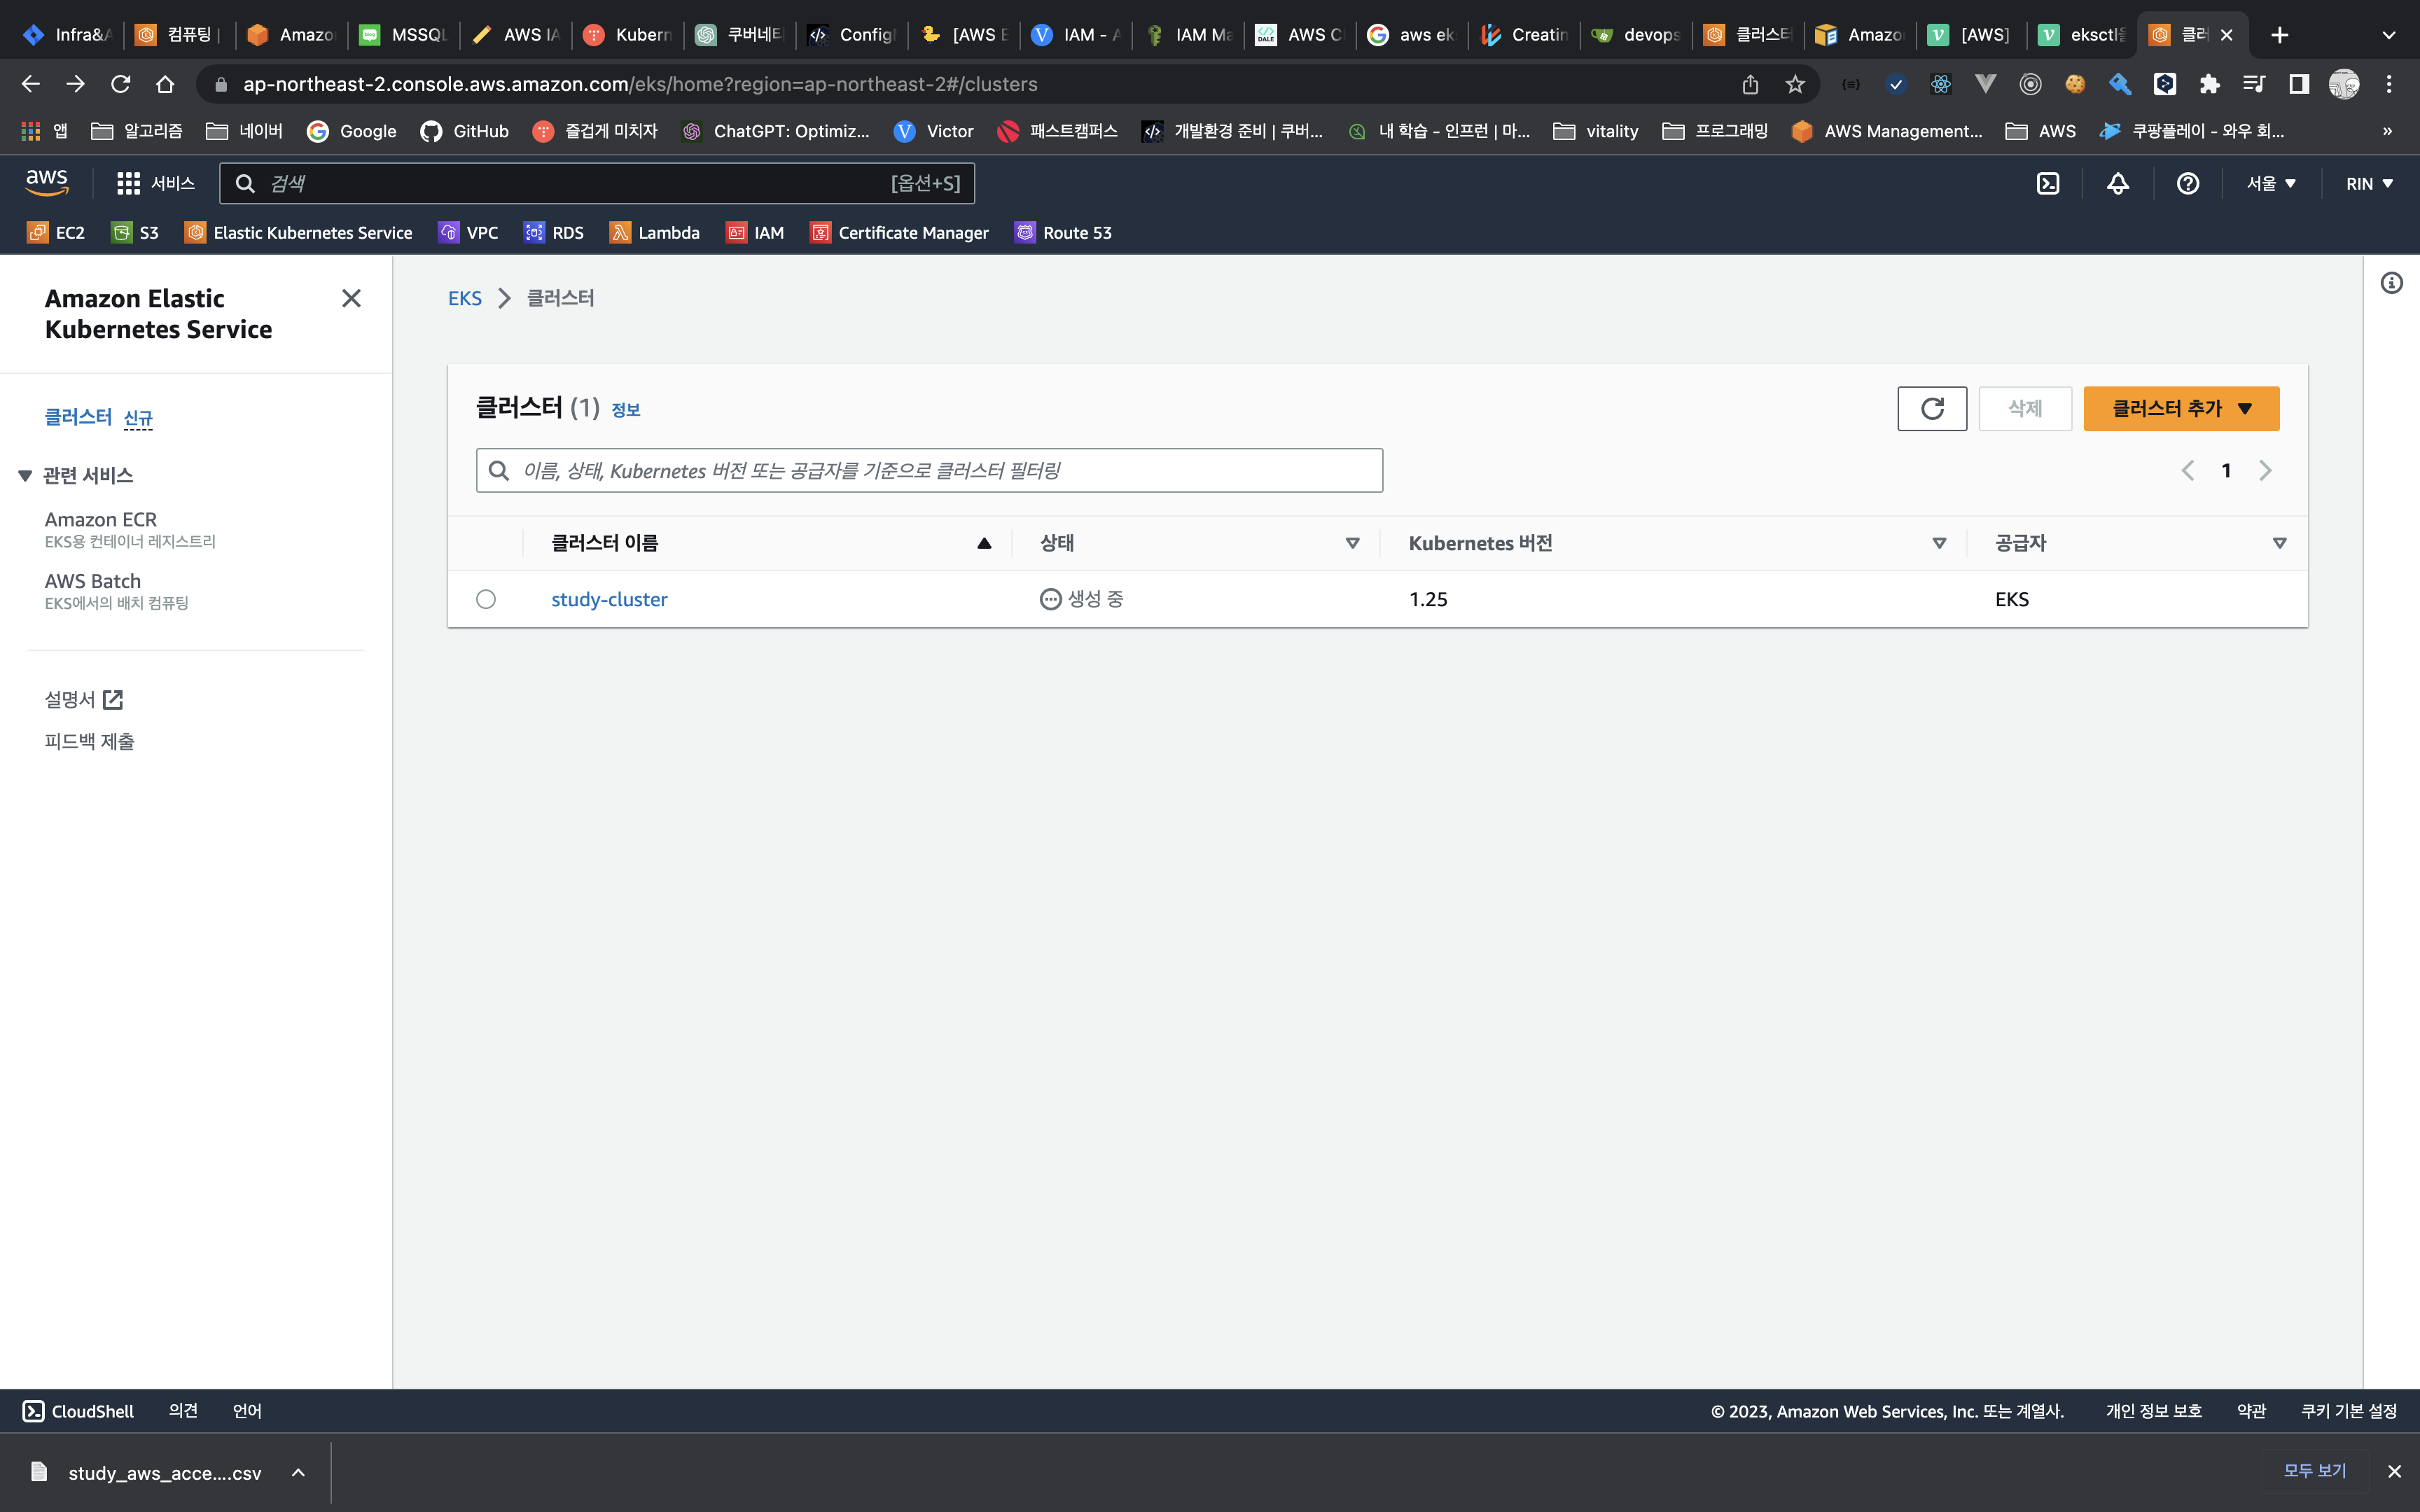 Infra&A 컴퓨팅 | Amazo MSSQL AWS IA Kubern 쿠버네티 Config [AWS E IAM - A IAM Ma AWS C aws ek Creatin devops 클러스터 Amazo [AWS] eksctl을 클러
ap-northeast-2.console.aws.amazon.com/eks/home?region=ap-northeast-2#/clusters
앱 알고리즘 네이버 Google GitHub 즐겁게 미치자 ChatGPT: Optimiz... Victor 패스트캠퍼스 개발환경 준비 | 쿠버... 내 학습 - 인프런 | 마... vitality 프로그래밍 AWS Management... AWS 쿠팡플레이 - 와우 회... »
aws 서비스 검색 [옵션+S] 서울 ▼ RIN ▼
EC2 S3 Elastic Kubernetes Service VPC RDS Lambda IAM Certificate Manager Route 53
Amazon Elastic
Kubernetes Service
클러스터 신규
관련 서비스
Amazon ECR
EKS용 컨테이너 레지스트리
AWS Batch
EKS에서의 배치 컴퓨팅
설명서
피드백 제출
EKS > 클러스터
클러스터 (1) 정보
삭제 클러스터 추가 ▼
이름, 상태, Kubernetes 버전 또는 공급자를 기준으로 클러스터 필터링
< 1 >
클러스터 이름 상태 Kubernetes 버전 공급자
study-cluster 생성 중 1.25 EKS
CloudShell 의견 언어 © 2023, Amazon Web Services, Inc. 또는 계열사. 개인 정보 보호 약관 쿠키 기본 설정
study_aws_acce....csv 모두 보기